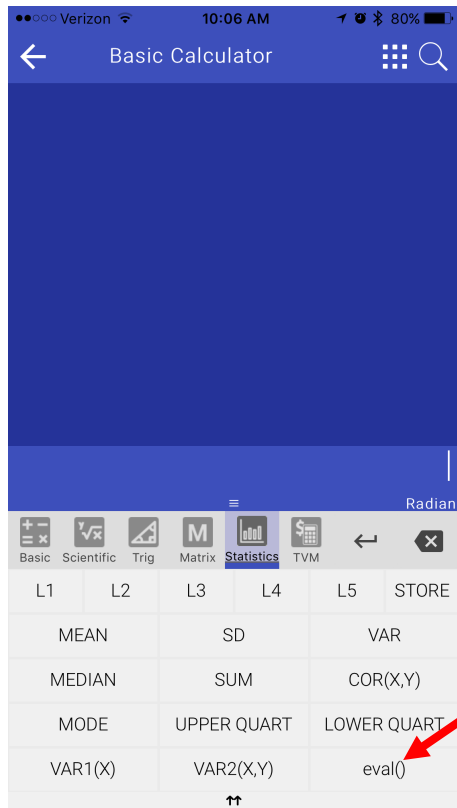 Verizon 10:06 AM 80%
Basic Calculator
Radian
Basic Scientific Trig M Matrix Statistics TVM
L1 L2 L3 L4 L5 STORE
MEAN SD VAR
MEDIAN SUM COR(X,Y)
MODE UPPER QUART LOWER QUART
VAR1(X) VAR2(X,Y) eval()